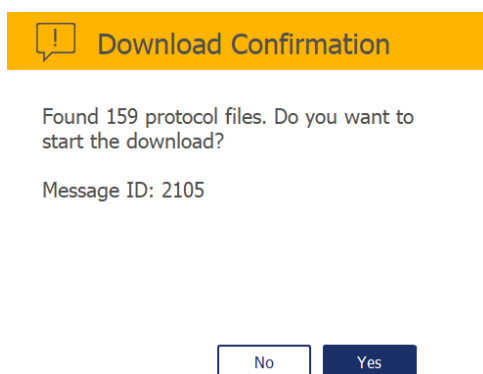 Download Confirmation
Found 159 protocol files. Do you want to
start the download?
Message ID: 2105
No
Yes